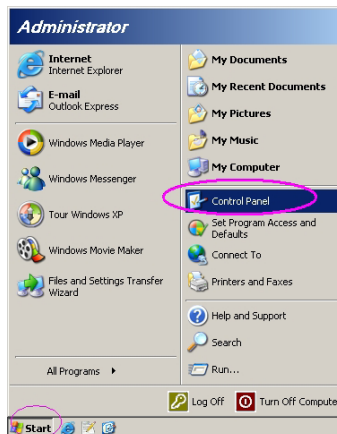 Administrator
Internet
Internet Explorer
E-mail
Outlook Express
Windows Media Player
Windows Messenger
Tour Windows XP
Windows Movie Maker
Files and Settings Transfer
Wizard
All Programs
My Documents
My Recent Documents
My Pictures
My Music
My Computer
Control Panel
Set Program Access and
Defaults
Connect To
Printers and Faxes
Help and Support
Search
Run...
Log Off
Turn Off Compute
Start